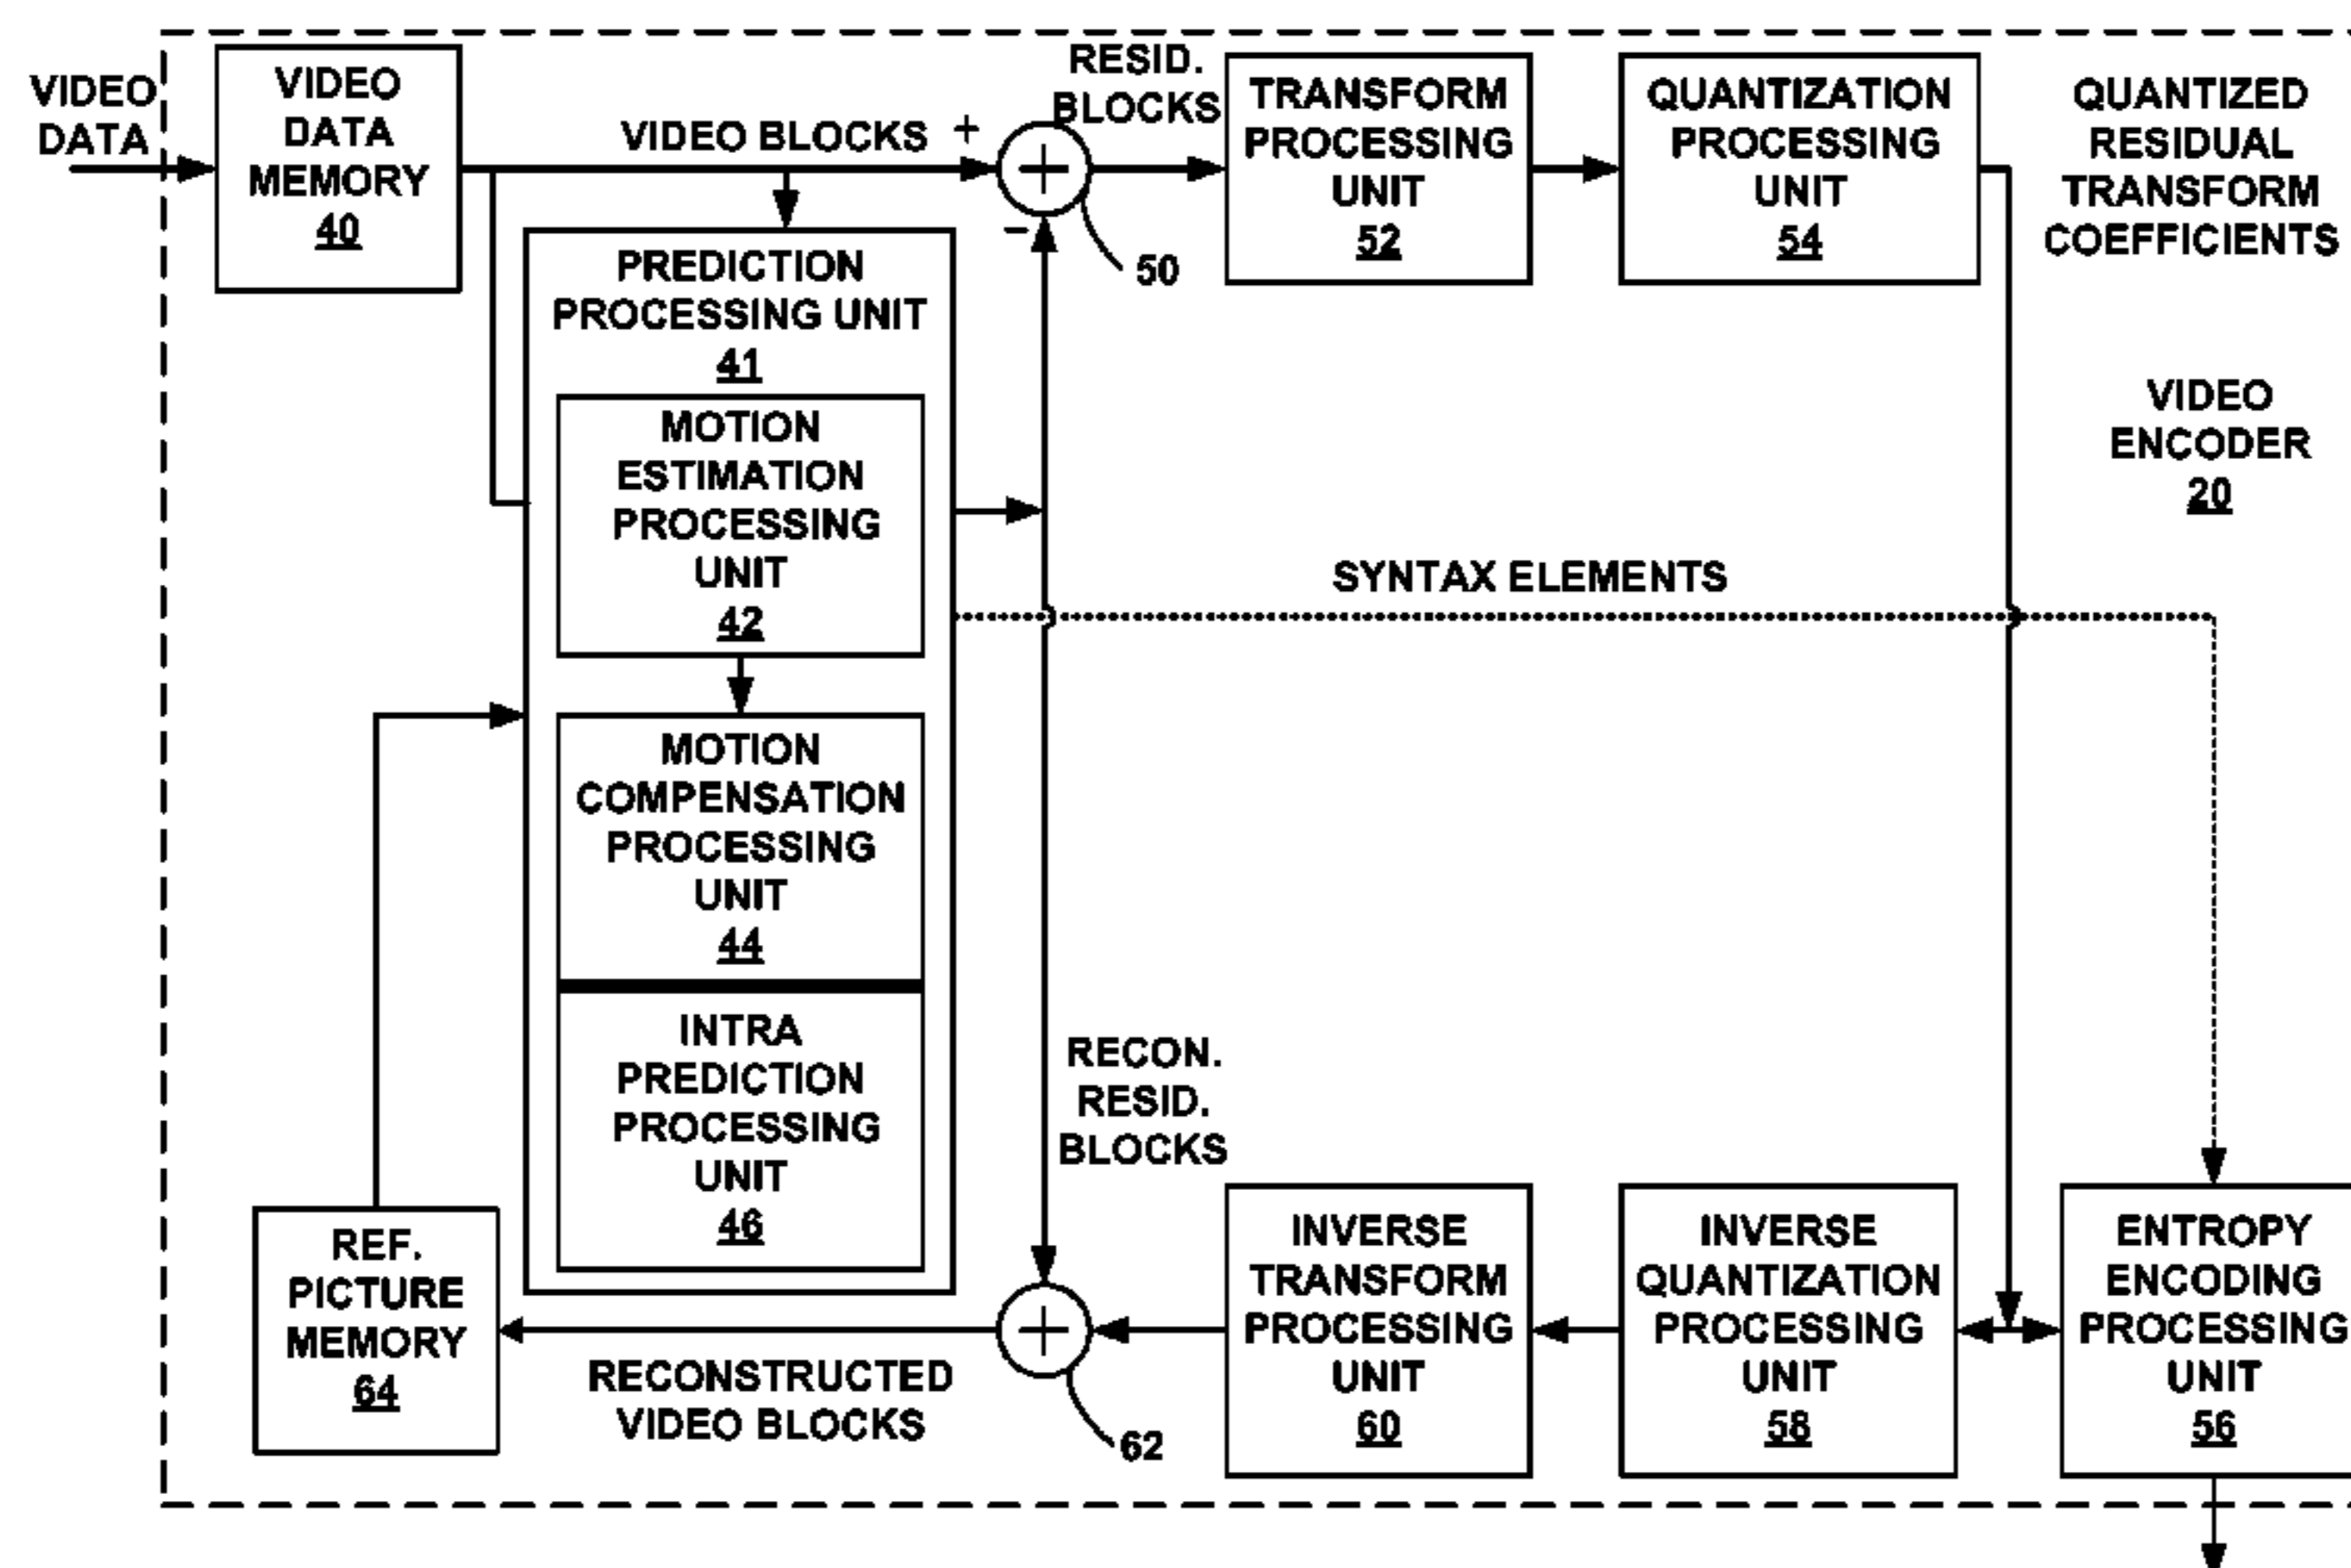 VIDEO
DATA
VIDEO
DATA
MEMORY
40
VIDEO BLOCKS
+
-
50
RESID.
BLOCKS
TRANSFORM
PROCESSING
UNIT
52
QUANTIZATION
PROCESSING
UNIT
54
QUANTIZED
RESIDUAL
TRANSFORM
COEFFICIENTS
PREDICTION
PROCESSING UNIT
41
MOTION
ESTIMATION
PROCESSING
UNIT
42
VIDEO
ENCODER
20
SYNTAX ELEMENTS
MOTION
COMPENSATION
PROCESSING
UNIT
44
INTRA
PREDICTION
PROCESSING
UNIT
46
RECON.
RESID.
BLOCKS
REF.
PICTURE
MEMORY
64
RECONSTRUCTED
VIDEO BLOCKS
62
INVERSE
TRANSFORM
PROCESSING
UNIT
60
INVERSE
QUANTIZATION
PROCESSING
UNIT
58
ENTROPY
ENCODING
PROCESSING
UNIT
56